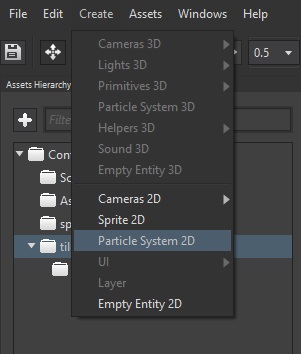 File Edit Create Assets Windows Help
Cameras 3D
Lights 3D
Primitives 3D
Particle System 3D
Helpers 3D
Sound 3D
Empty Entity 3D
Cameras 2D
Sprite 2D
Particle System 2D
UI
Layer
Empty Entity 2D
0.5
Assets Hierarchy
Filte
Cont
Sc
As
sp
til